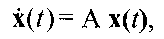 ẋ(t) = A x(t),